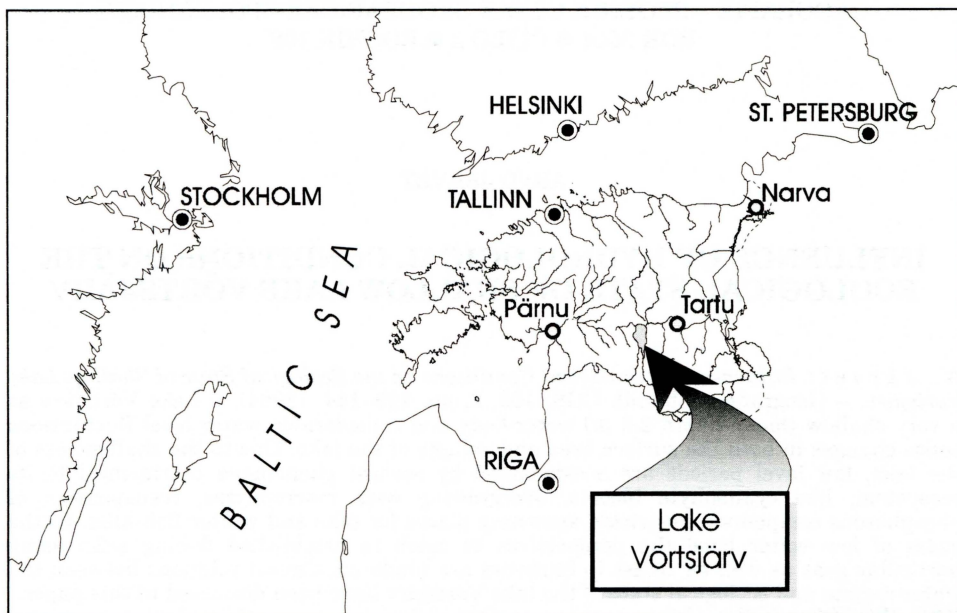 HELSINKI
ST. PETERSBURG
STOCKHOLM
TALLINN
Narva
BALTIC SEA
Pärnu
Tartu
RĪGA
Lake
Võrtsjärv